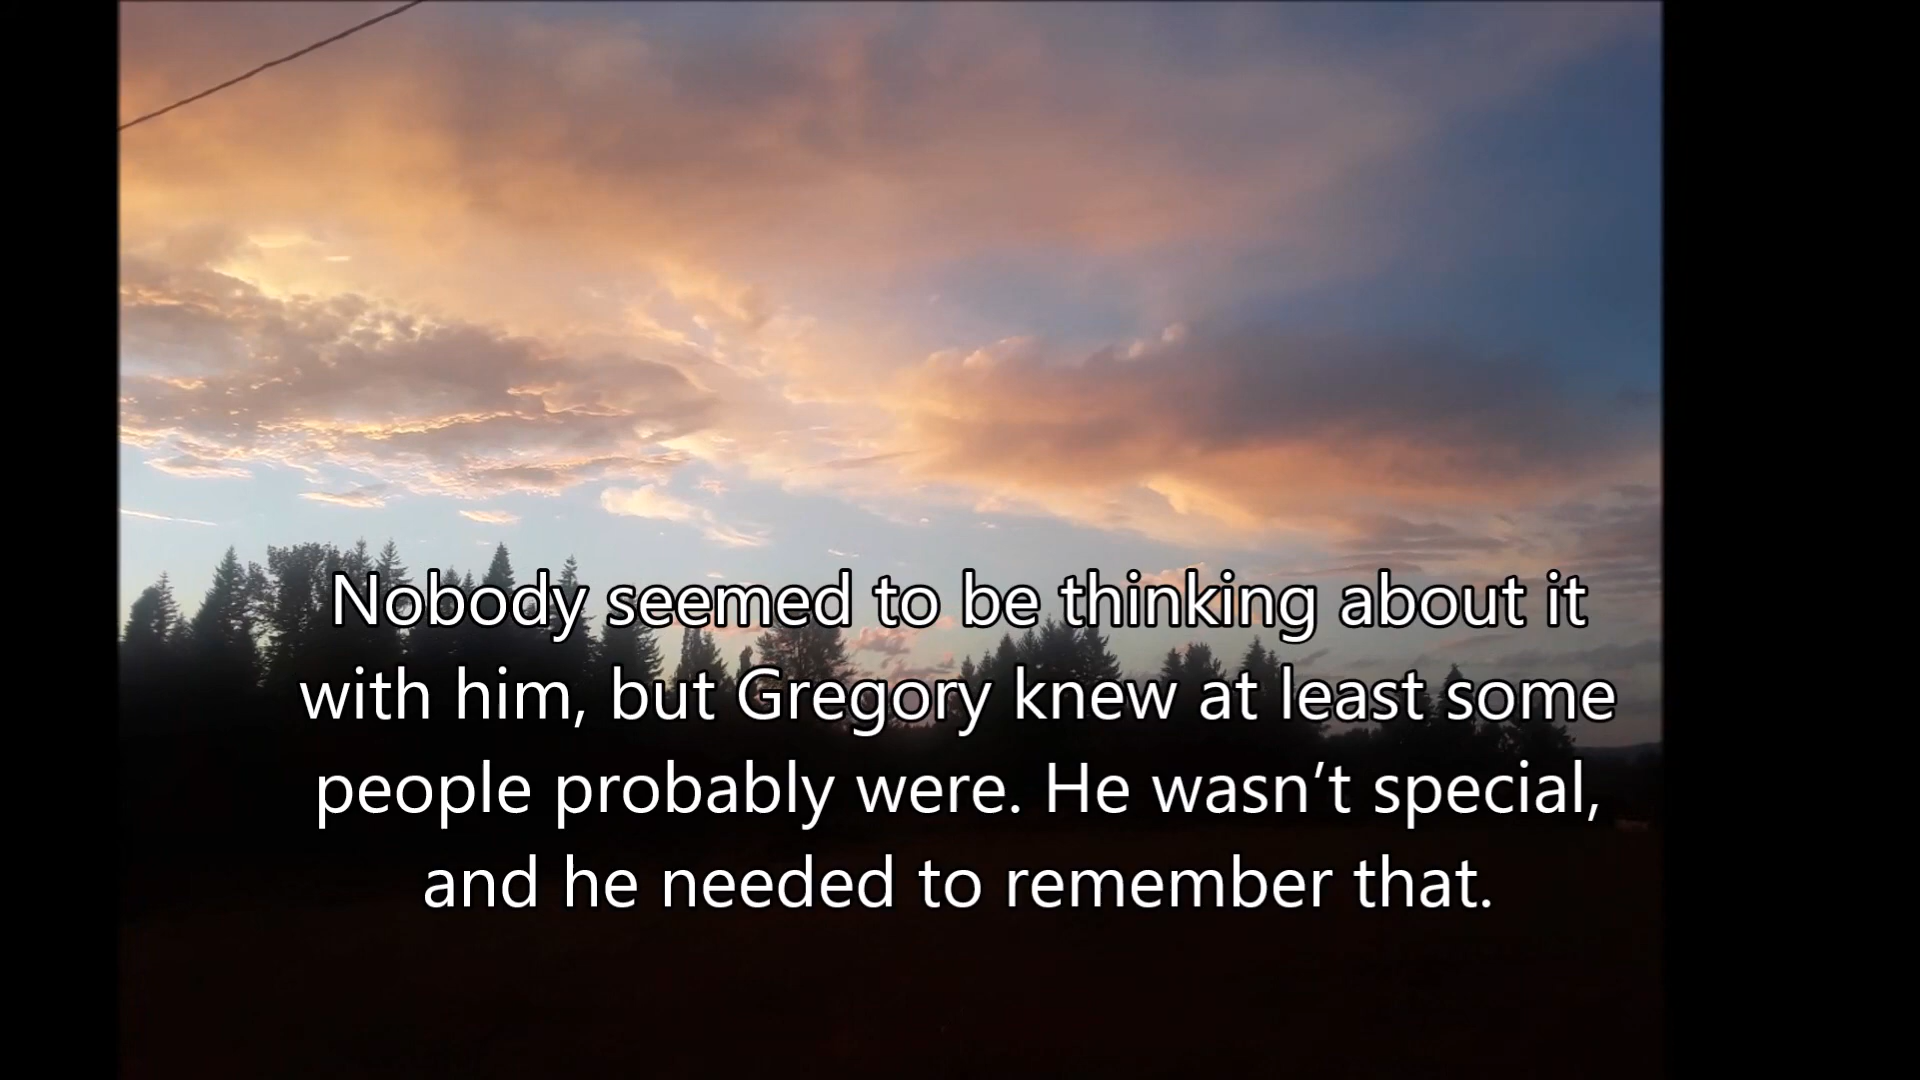 Nobody seemed to be thinking about it
with him, but Gregory knew at least some
people probably were. He wasn’t special,
and he needed to remember that.